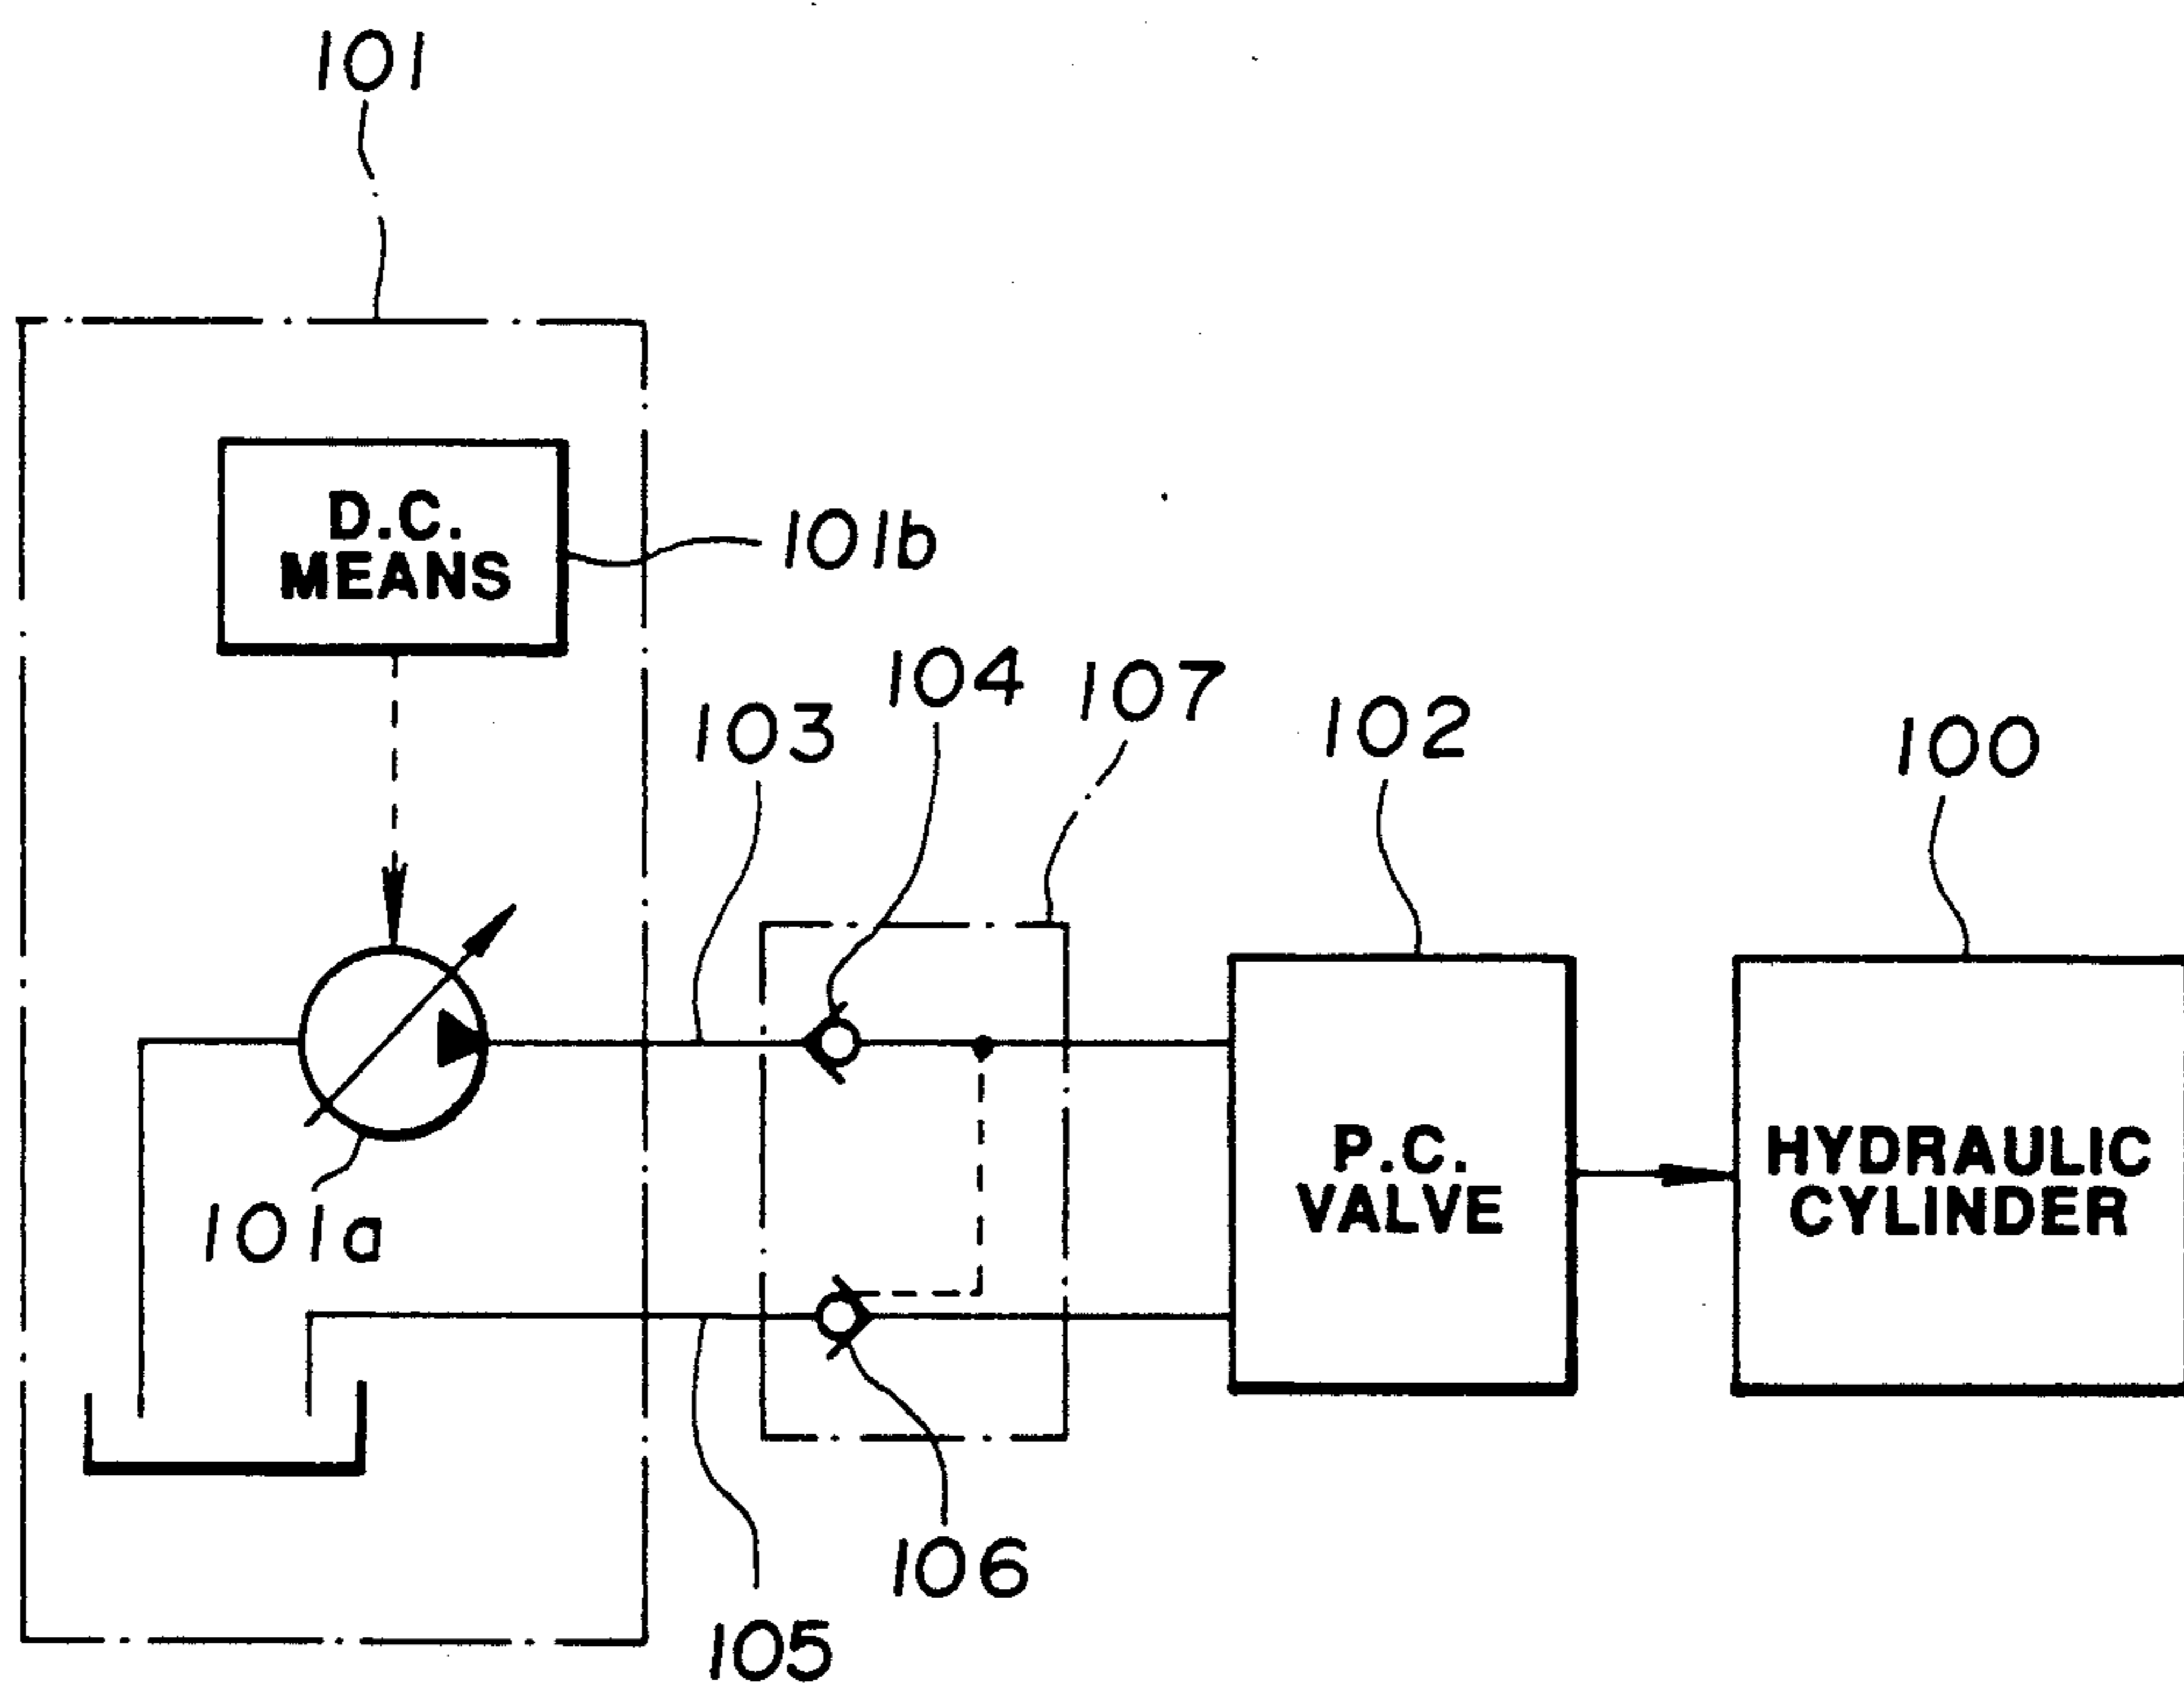 101
D.C.
MEANS
101b
104
107
103
102
100
P.C.
VALVE
HYDRAULIC
CYLINDER
101a
106
105